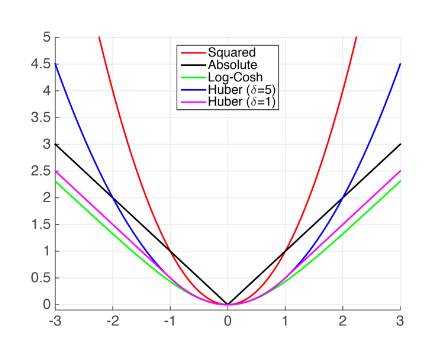 5
4.5
4
3.5
3
2.5
2
1.5
1
0.5
0
-3 -2 -1 0 1 2 3
Squared
Absolute
Log-Cosh
Huber (δ=5)
Huber (δ=1)